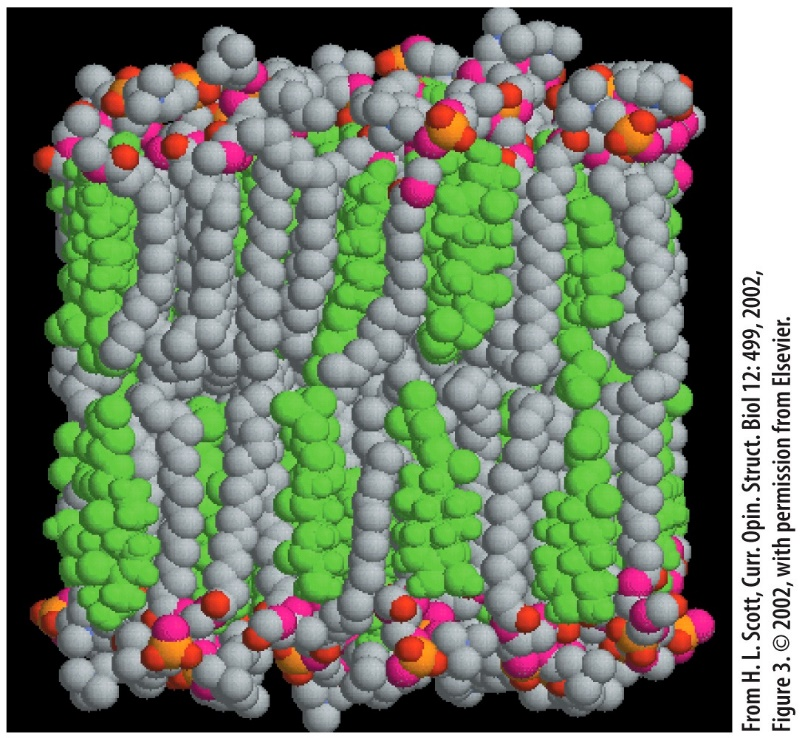 From H. L. Scott, Curr. Opin. Struct. Biol 12: 499, 2002,
Figure 3. © 2002, with permission from Elsevier.